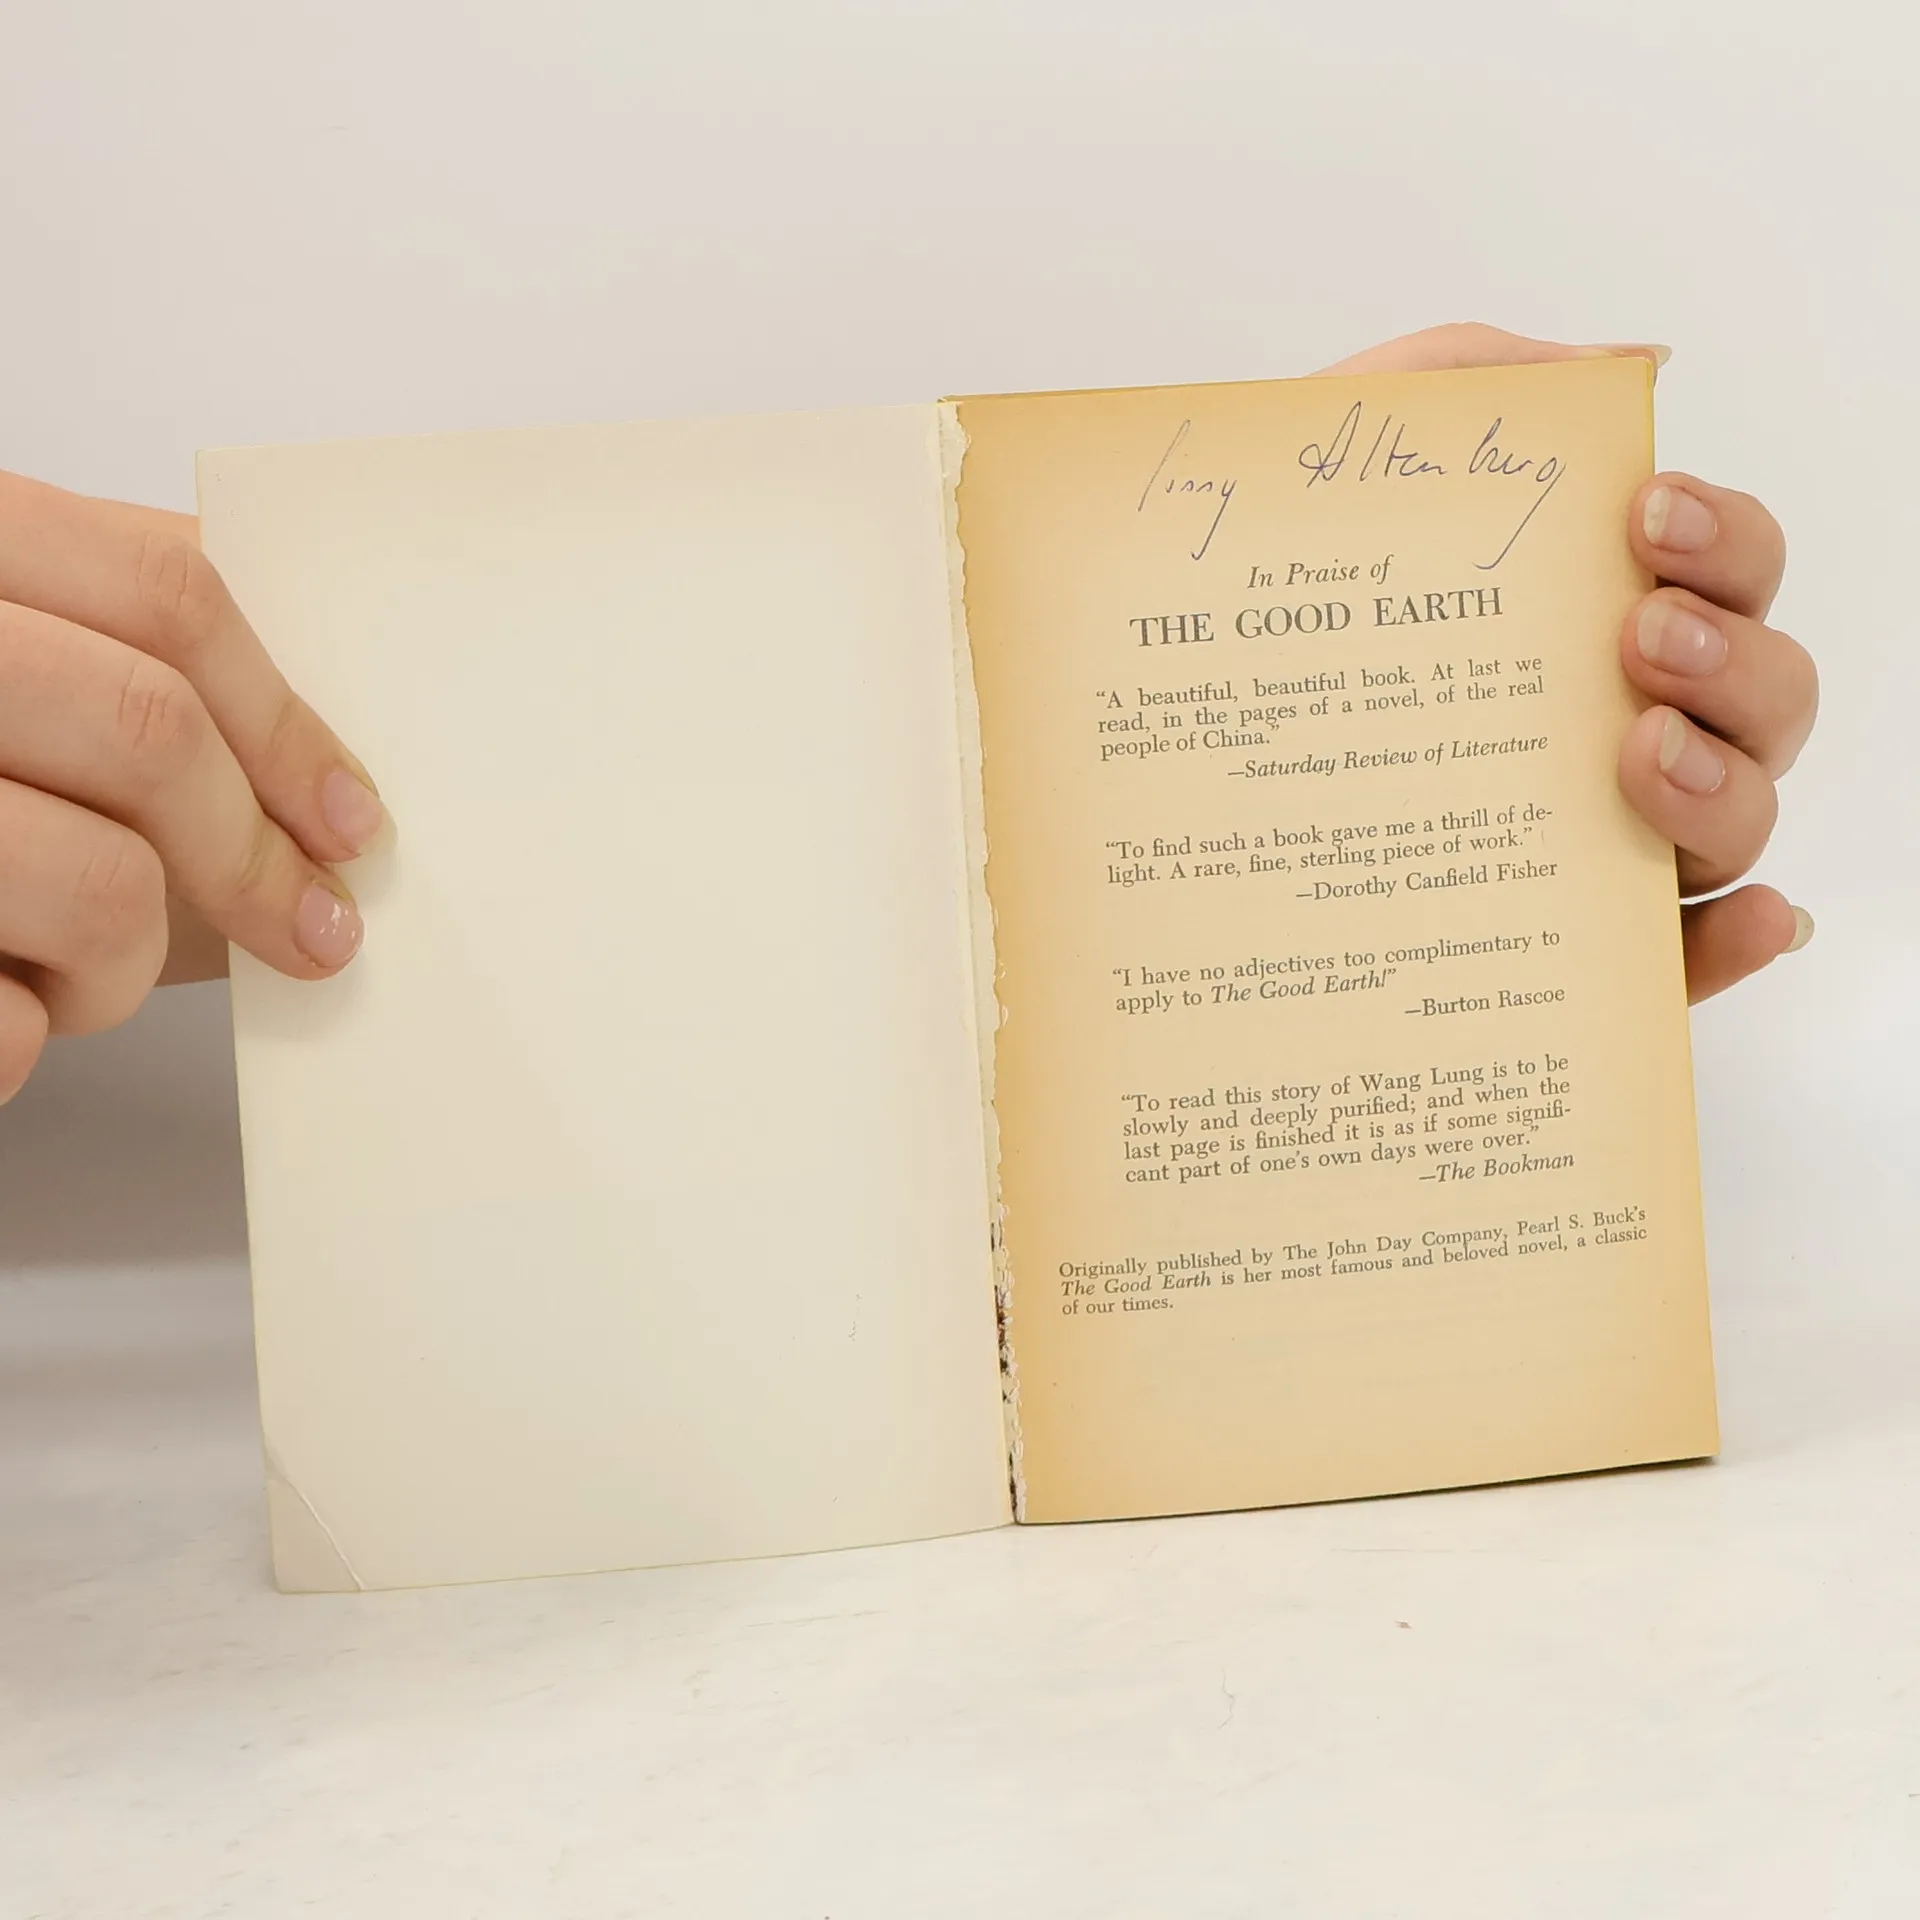 Altenburg
In Praise of
THE GOOD EARTH
“A beautiful, beautiful book. At last we
read, in the pages of a novel, of the real
people of China.”
—Saturday Review of Literature
“To find such a book gave me a thrill of de-
light. A rare, fine, sterling piece of work.”
—Dorothy Canfield Fisher
“I have no adjectives too complimentary to
apply to The Good Earth!”
—Burton Rascoe
“To read this story of Wang Lung is to be
slowly and deeply purified; and when the
last page is finished it is as if some signifi-
cant part of one’s own days were over.”
—The Bookman
Originally published by The John Day Company, Pearl S. Buck’s
The Good Earth is her most famous and beloved novel, a classic
of our times.